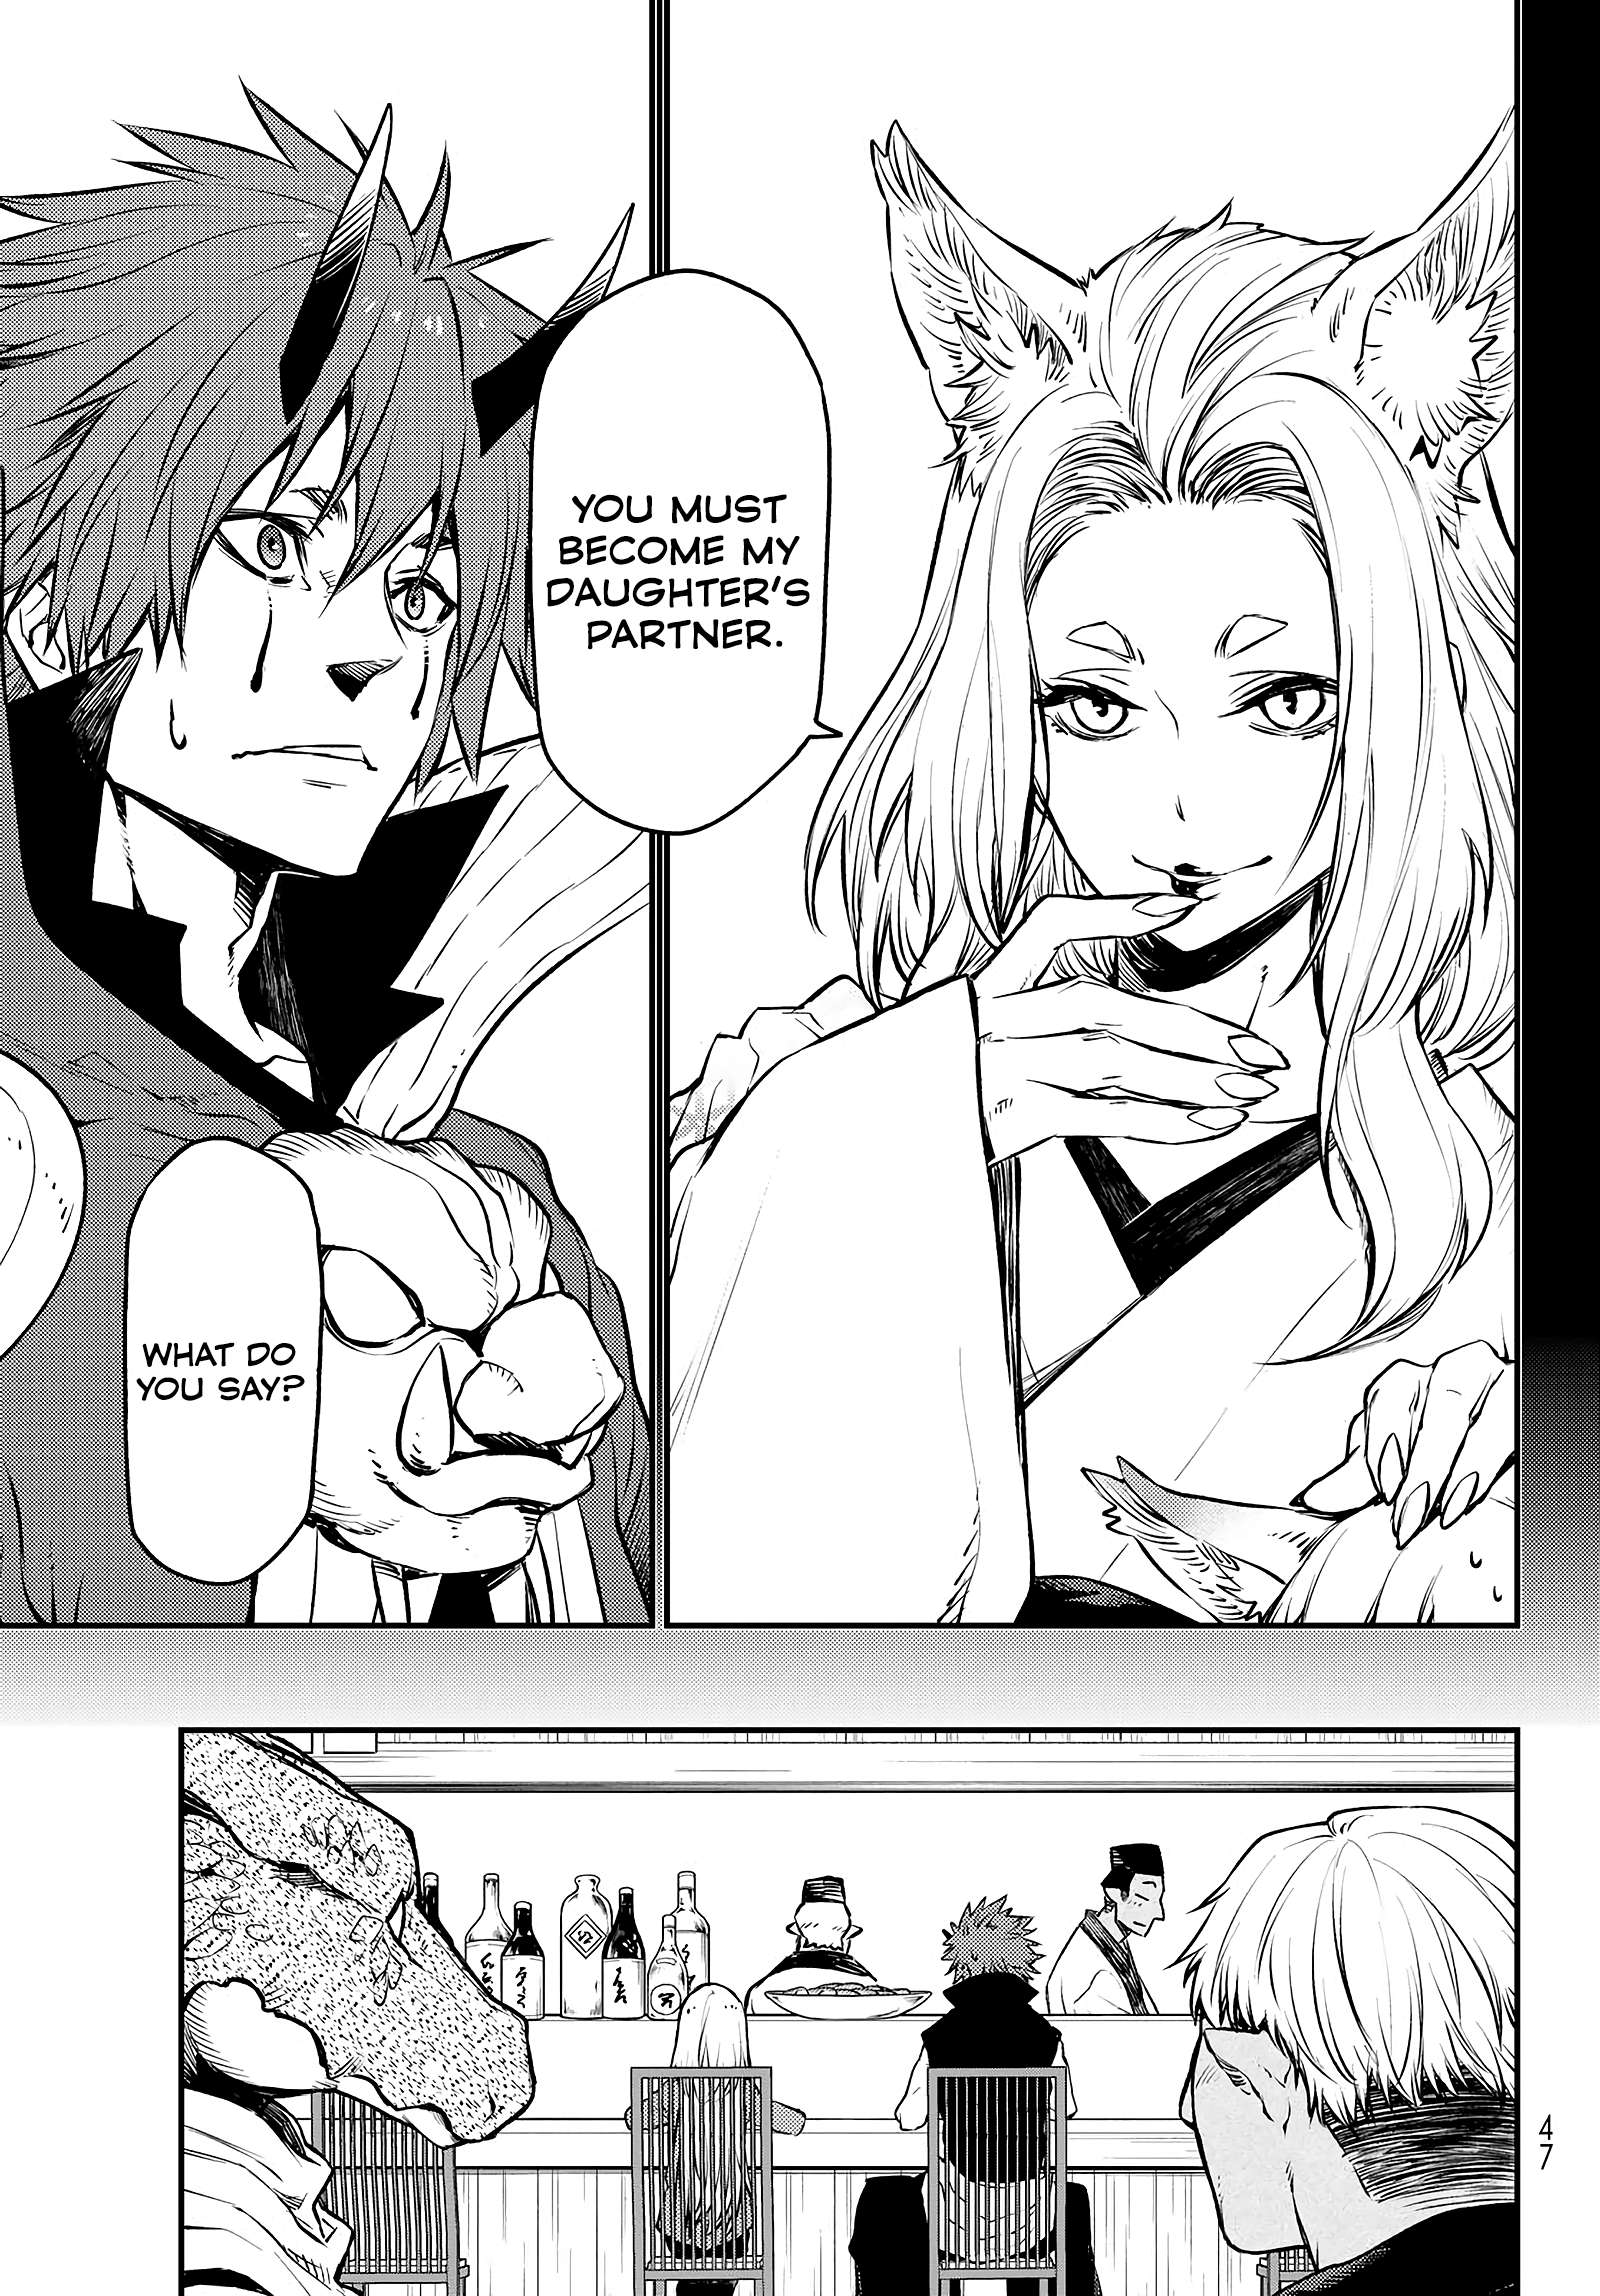 YOU MUST
BECOME MY
DAUGHTER'S
PARTNER.
WHAT DO
YOU SAY?
47